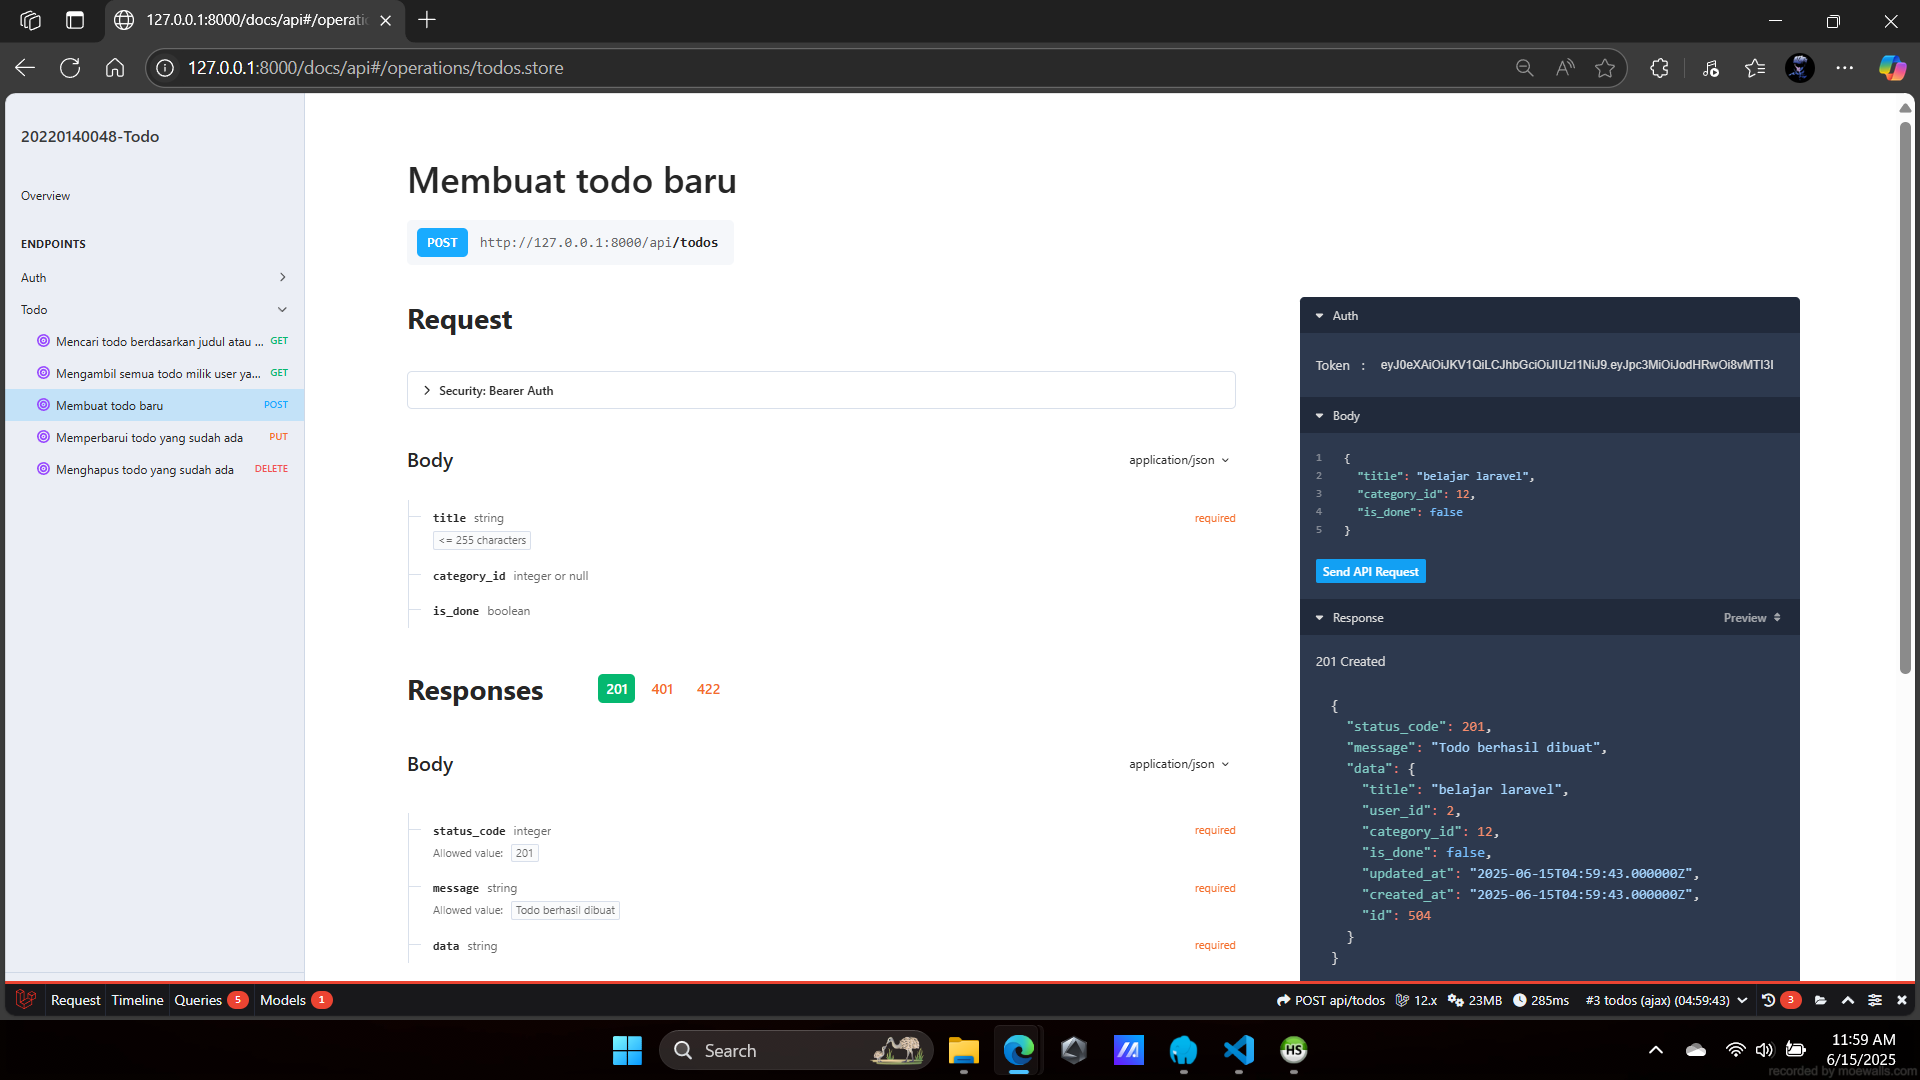 127.0.0.1:8000/docs/api#/operatio
127.0.0.1:8000/docs/api#/operations/todos.store
20220140048-Todo
Overview
ENDPOINTS
Auth
Todo
Mencari todo berdasarkan judul atau ... GET
Mengambil semua todo milik user ya... GET
Membuat todo baru POST
Memperbarui todo yang sudah ada PUT
Menghapus todo yang sudah ada DELETE
Membuat todo baru
POST http://127.0.0.1:8000/api/todos
Request
Security: Bearer Auth
Body application/json
title string required
<= 255 characters
category_id integer or null
is_done boolean
Responses 201 401 422
Body application/json
status_code integer required
Allowed value: 201
message string required
Allowed value: Todo berhasil dibuat
data string required
Auth
Token : eyJ0eXAiOiJKV1QiLCJhbGciOiJIUzI1NiJ9.eyJpc3MiOiJodHRwOi8vMTI3I
Body
1 {
2 "title": "belajar laravel",
3 "category_id": 12,
4 "is_done": false
5 }
Send API Request
Response Preview
201 Created
{
"status_code": 201,
"message": "Todo berhasil dibuat",
"data": {
"title": "belajar laravel",
"user_id": 2,
"category_id": 12,
"is_done": false,
"updated_at": "2025-06-15T04:59:43.000000Z",
"created_at": "2025-06-15T04:59:43.000000Z",
"id": 504
}
}
Request Timeline Queries 5 Models 1 POST api/todos 12.x 23MB 285ms #3 todos (ajax) (04:59:43) 3
Search
HS
11:59 AM
6/15/2025
recorded by moewalls.com